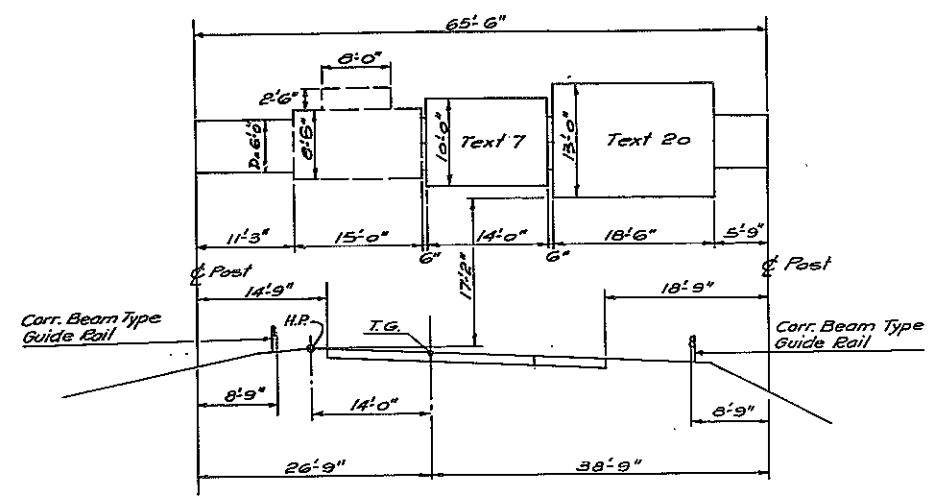 65'-6"
8'-0"
2'-6"
D=6'-0"
8'-6"
10'-0"
Text 7
13'-0"
Text 20
11'-3"
15'-0"
6"
14'-0"
6"
18'-6"
5'-9"
17'-2"
℄ Post
℄ Post
14'-9"
18'-9"
Corr. Beam Type
Guide Rail
H.P.
T.G.
Corr. Beam Type
Guide Rail
8'-9"
14'-0"
8'-9"
26'-9"
38'-9"